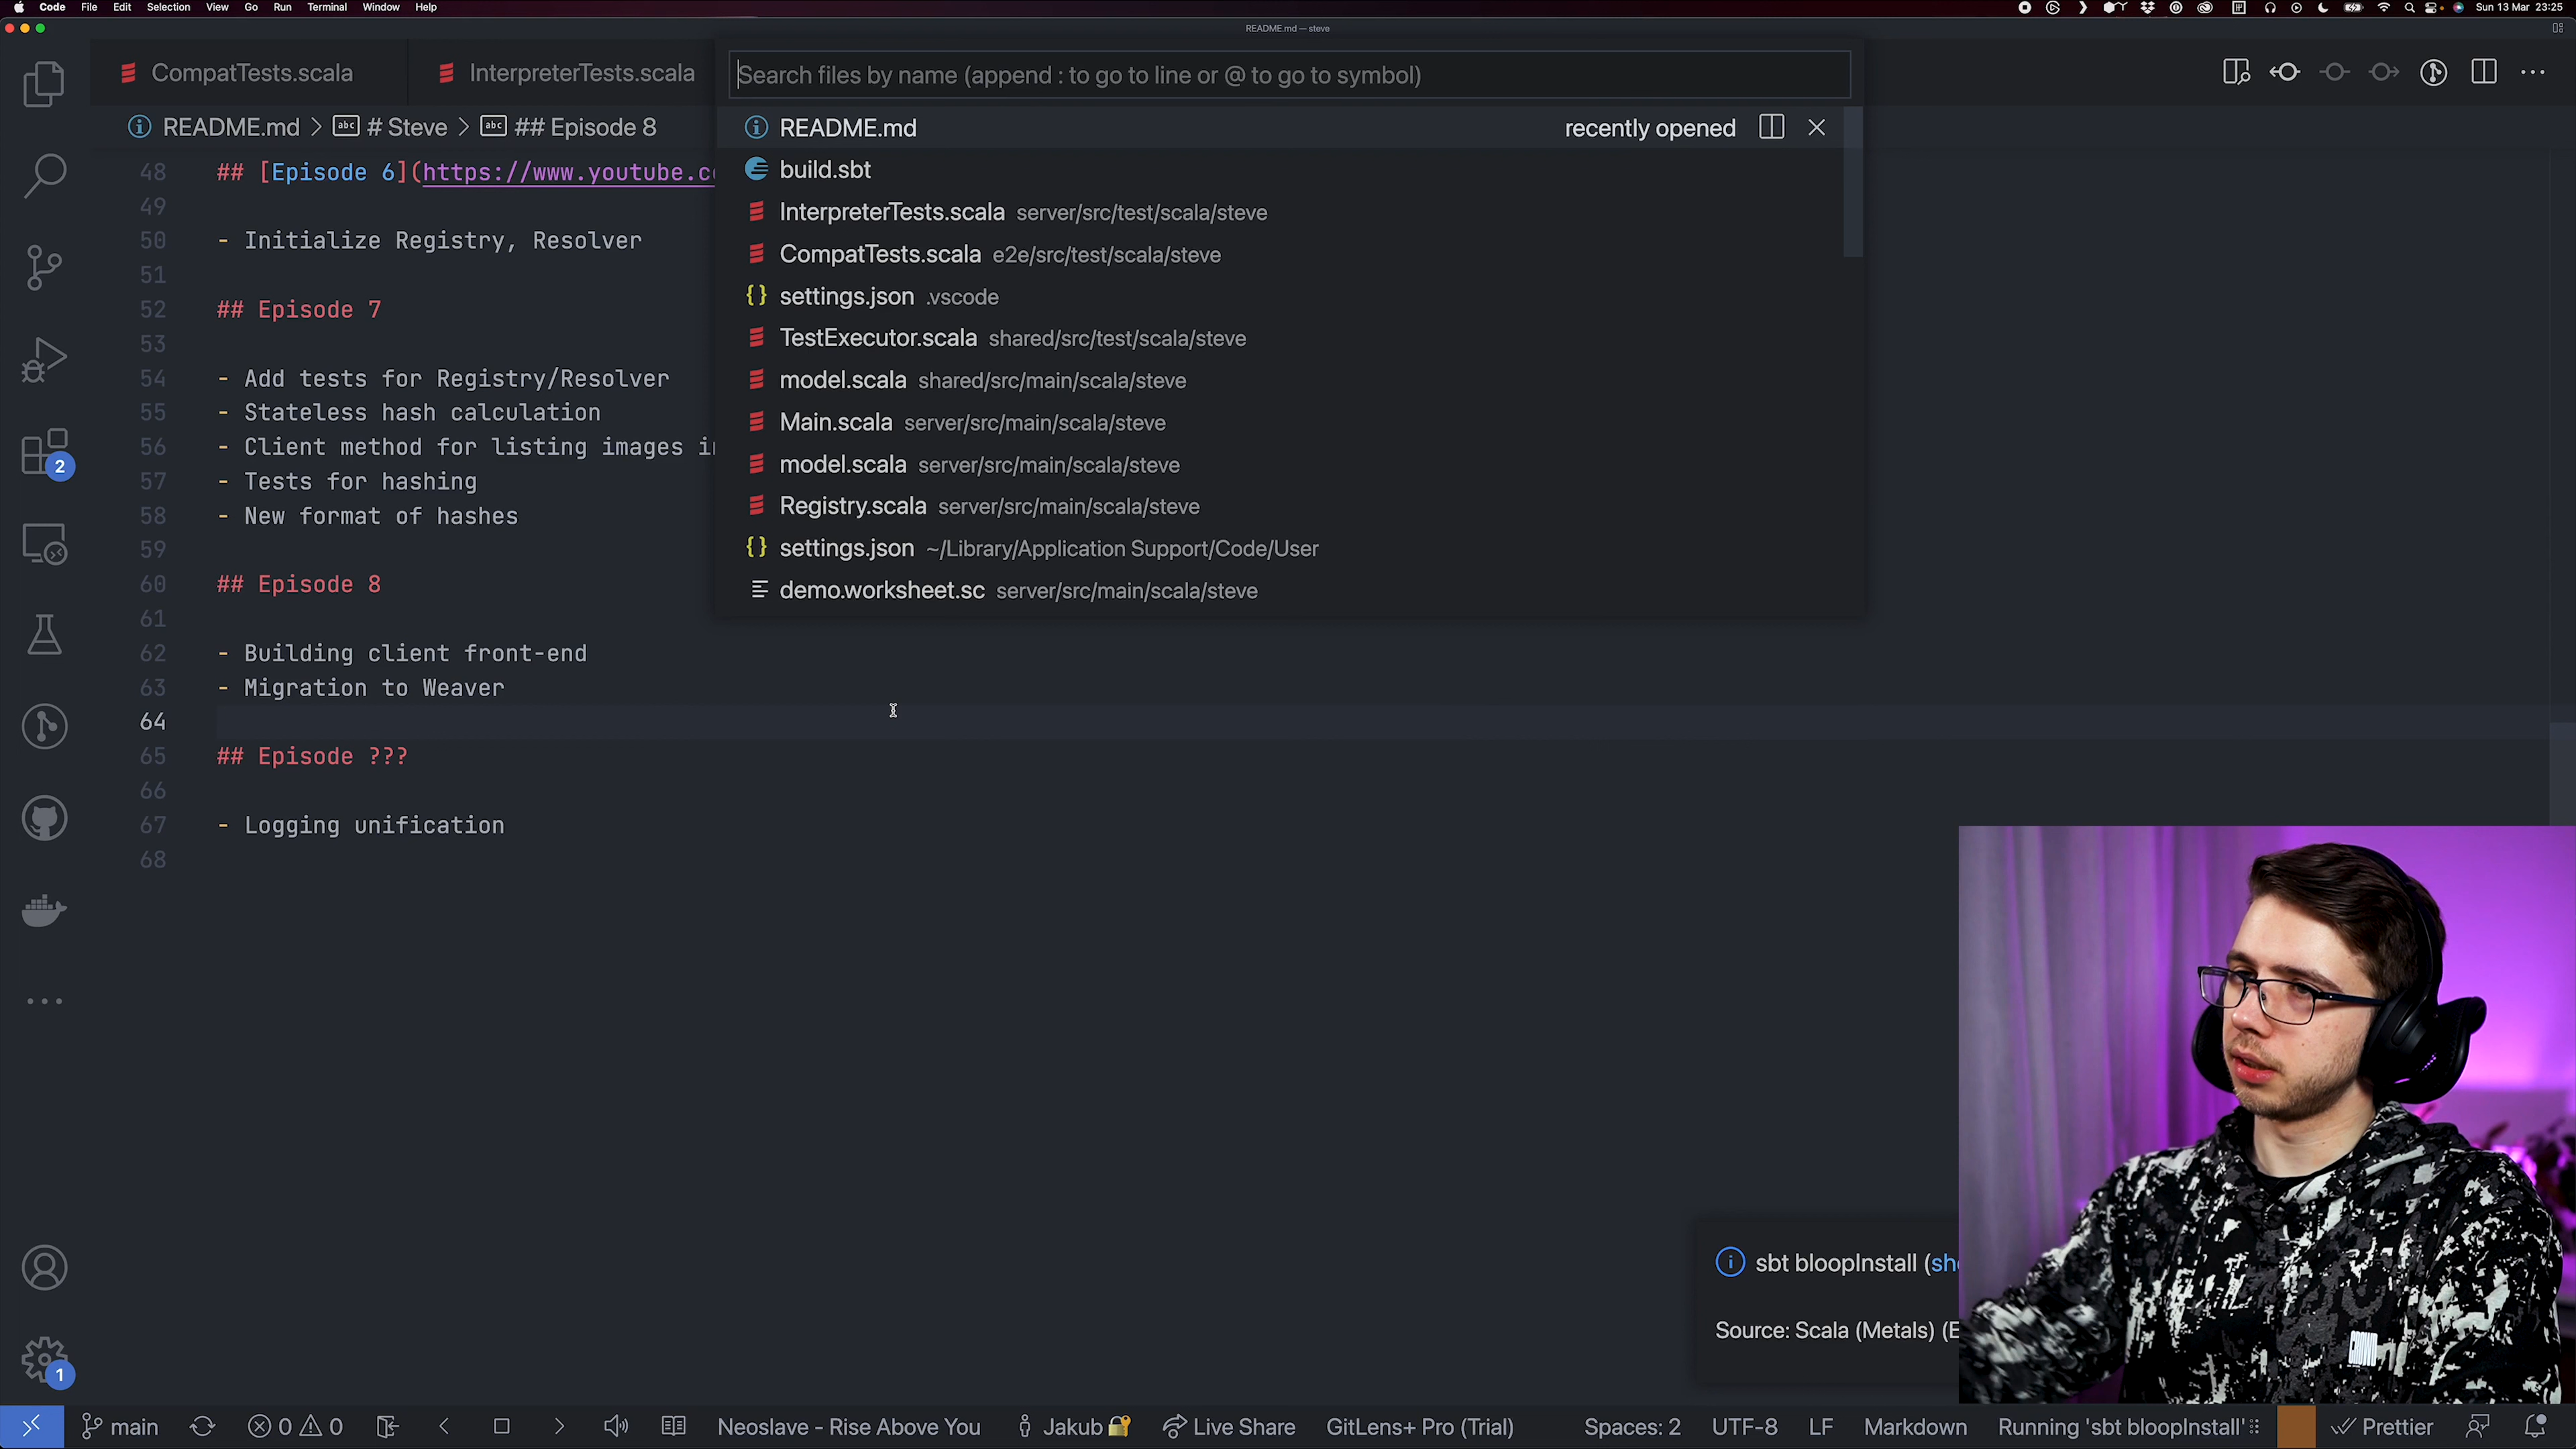 Code File Edit Selection View Go Run Terminal Window Help
Sun 13 Mar 23:25
README.md — steve
CompatTests.scala
InterpreterTests.scala
Search files by name (append : to go to line or @ to go to symbol)
README.md > # Steve > ## Episode 8
README.md recently opened
build.sbt
InterpreterTests.scala server/src/test/scala/steve
CompatTests.scala e2e/src/test/scala/steve
{} settings.json .vscode
TestExecutor.scala shared/src/test/scala/steve
model.scala shared/src/main/scala/steve
Main.scala server/src/main/scala/steve
model.scala server/src/main/scala/steve
Registry.scala server/src/main/scala/steve
{} settings.json ~/Library/Application Support/Code/User
demo.worksheet.sc server/src/main/scala/steve
48 ## [Episode 6](https://www.youtube.c
49
50 - Initialize Registry, Resolver
51
52 ## Episode 7
53
54 - Add tests for Registry/Resolver
55 - Stateless hash calculation
56 - Client method for listing images i
57 - Tests for hashing
58 - New format of hashes
59
60 ## Episode 8
61
62 - Building client front-end
63 - Migration to Weaver
64
65 ## Episode ???
66
67 - Logging unification
68
2
1
sbt bloopInstall (sh
Source: Scala (Metals) (E
main
0 0
Neoslave - Rise Above You
Jakub
Live Share
GitLens+ Pro (Trial)
Spaces: 2
UTF-8
LF
Markdown
Running 'sbt bloopInstall'
Prettier